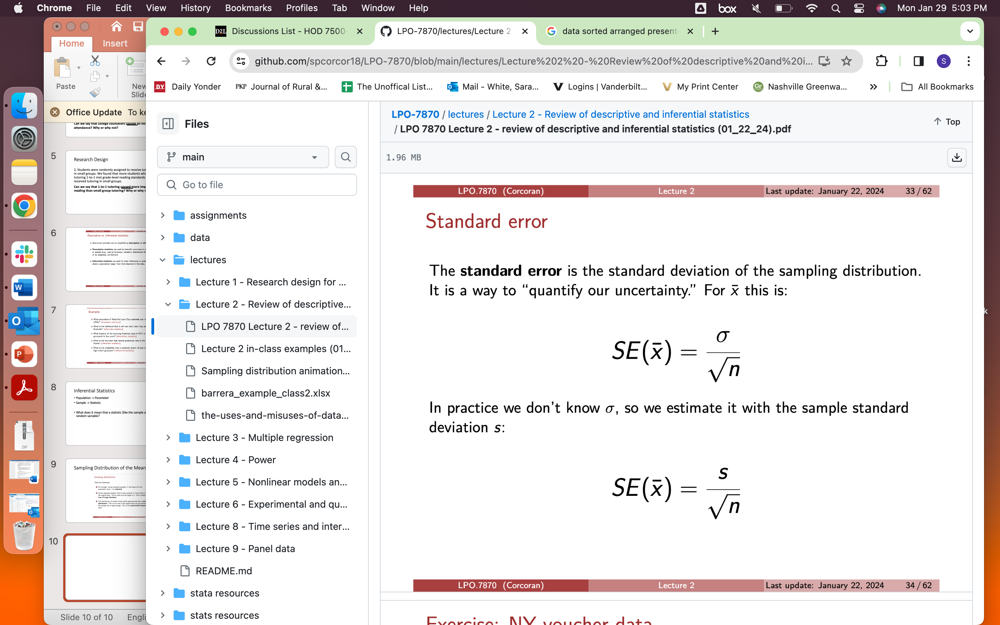 Chrome File Edit View History Bookmarks Profiles Tab Window Help box Mon Jan 29 5:03 PM
Home Insert
Paste
New
Slide
Office Update To ke
Can we say that college counselors caused an inc
attendance? Why or why not?
5
Research Design
2. Students were randomly assigned to receive tut
in small groups. We found that more students who
tutoring 1-to-1 met grade-level reading standards
received tutoring in small groups.
Can we say that 1-to-1 tutoring caused more imp
reading than small group tutoring? Why or why n
6
Descriptive vs. inferential statistics
7
Examples
8
Inferential Statistics
• Population -> Parameter
• Sample -> Statistic
• What does it mean that a statistic (like the sample a
random variable?
9
Sampling Distribution of the Mean
Sampling distributions
Some key takeaways
10
Slide 10 of 10 Engli
ZIP
D2L Discussions List - HOD 7500-
LPO-7870/lectures/Lecture 2
data sorted arranged present
github.com/spcorcor18/LPO-7870/blob/main/lectures/Lecture%202%20-%20Review%20of%20descriptive%20and%20i...
S
DY Daily Yonder PKP Journal of Rural &... The Unoffical List... Mail - White, Sara... Logins | Vanderbilt... My Print Center Gr Nashville Greenwa... All Bookmarks
Files
main
Go to file
assignments
data
lectures
Lecture 1 - Research design for ...
Lecture 2 - Review of descriptive...
LPO 7870 Lecture 2 - review of...
Lecture 2 in-class examples (01...
Sampling distribution animation...
barrera_example_class2.xlsx
the-uses-and-misuses-of-data...
Lecture 3 - Multiple regression
Lecture 4 - Power
Lecture 5 - Nonlinear models an...
Lecture 6 - Experimental and qu...
Lecture 8 - Time series and inter...
Lecture 9 - Panel data
README.md
stata resources
stats resources
LPO-7870 / lectures / Lecture 2 - Review of descriptive and inferential statistics
/ LPO 7870 Lecture 2 - review of descriptive and inferential statistics (01_22_24).pdf
↑ Top
1.96 MB
LPO.7870 (Corcoran) Lecture 2 Last update: January 22, 2024 33 / 62
Standard error
The standard error is the standard deviation of the sampling distribution.
It is a way to “quantify our uncertainty.” For x̄ this is:
SE(x̄) = σ / √n
In practice we don’t know σ, so we estimate it with the sample standard
deviation s:
SE(x̄) = s / √n
LPO.7870 (Corcoran) Lecture 2 Last update: January 22, 2024 34 / 62
Exercise: NY voucher data
k